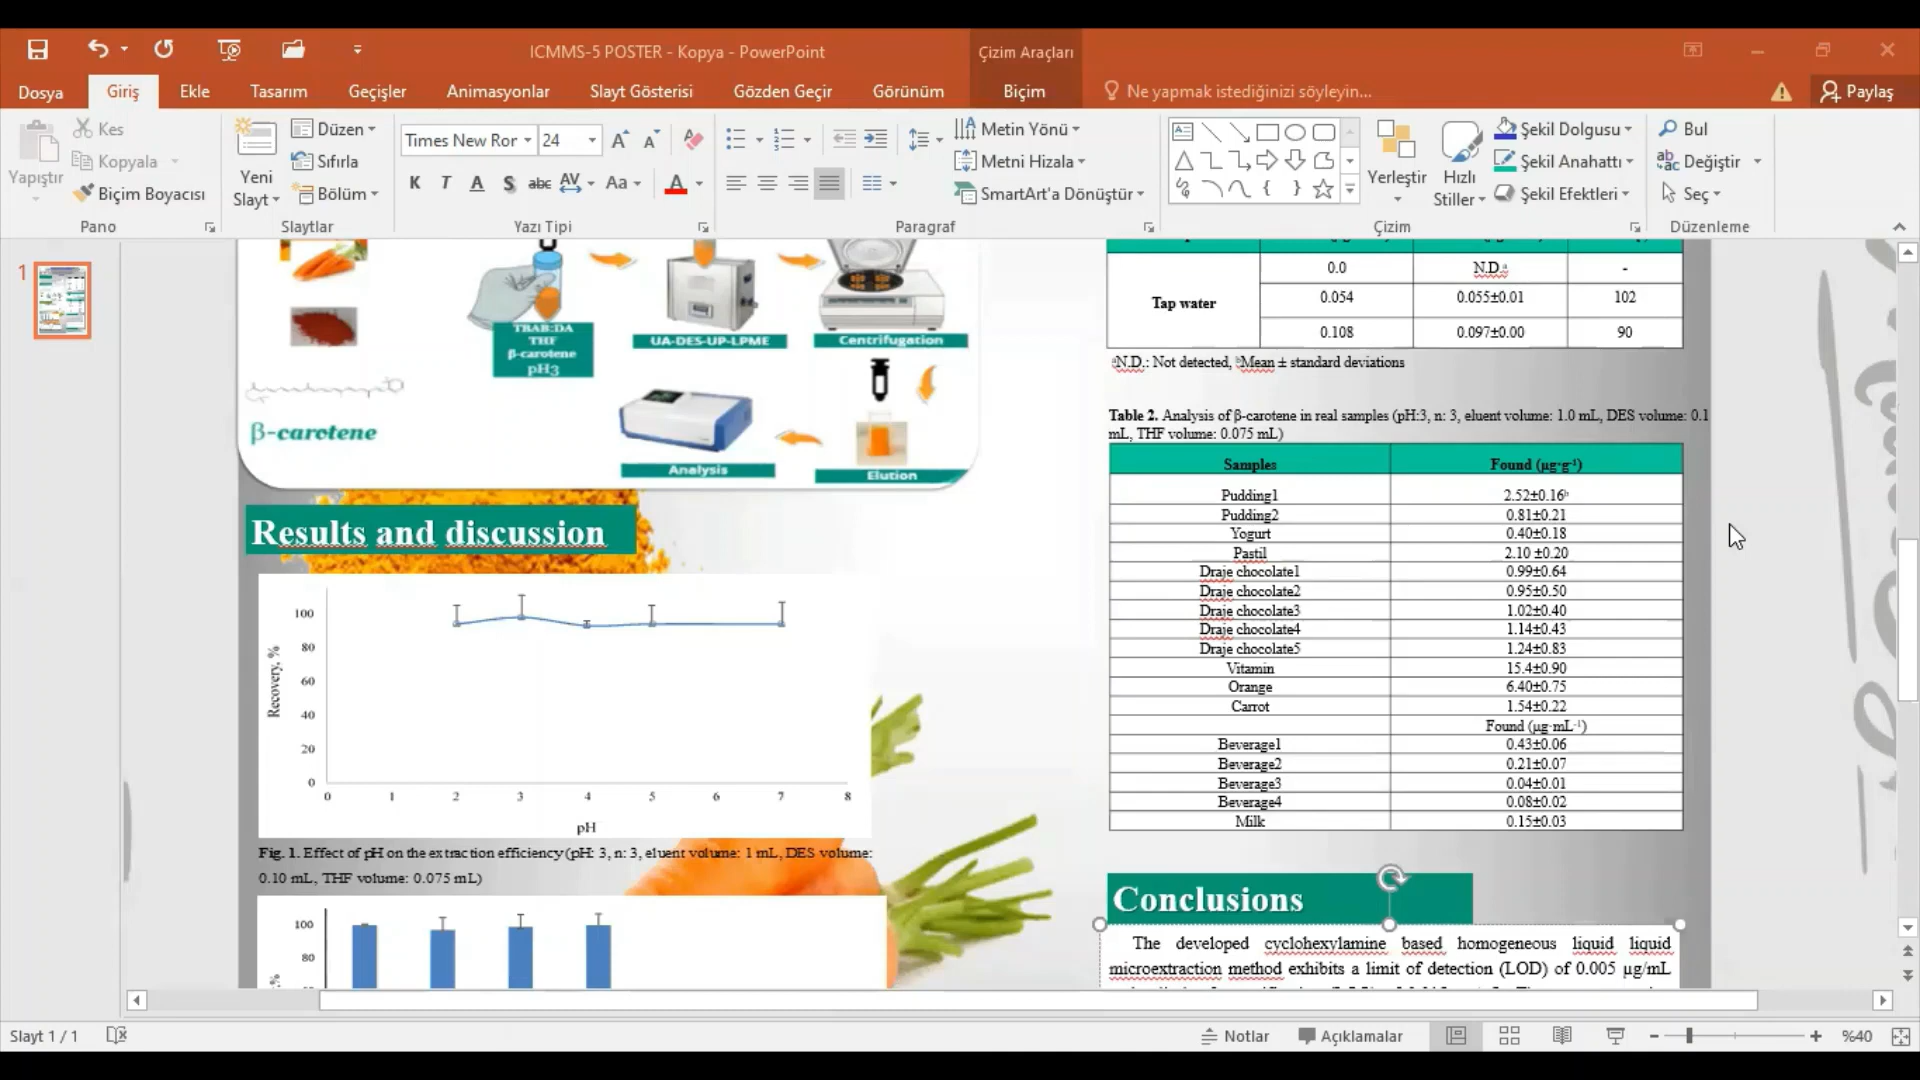 ICMMS-5 POSTER - Kopya - PowerPoint
Çizim Araçları
Dosya
Giriş
Ekle
Tasarım
Geçişler
Animasyonlar
Slayt Gösterisi
Gözden Geçir
Görünüm
Biçim
Ne yapmak istediğinizi söyleyin...
Paylaş
Yapıştır
Kes
Kopyala
Biçim Boyacısı
Pano
Yeni
Slayt
Düzen
Sıfırla
Bölüm
Slaytlar
Times New Ror
24
K T A S abc AV Aa A
Yazı Tipi
Metin Yönü
Metni Hizala
SmartArt'a Dönüştür
Paragraf
Yerleştir
Hızlı
Stiller
Şekil Dolgusu
Şekil Anahattı
Şekil Efektleri
Çizim
Bul
Değiştir
Seç
Düzenleme
1
TBAB:DA
THF
β-carotene
pH3
UA-DES-UP-LPME
Centrifugation
β-carotene
Analysis
Elution
Results and discussion
100
80
60
40
20
0
Recovery, %
0 1 2 3 4 5 6 7 8
pH
Fig. 1. Effect of pH on the extraction efficiency (pH: 3, n: 3, eluent volume: 1 mL, DES volume:
0.10 mL, THF volume: 0.075 mL)
100
80
Tap water
0.0 N.D.ᵃ -
0.054 0.055±0.01 102
0.108 0.097±0.00 90
ᵃN.D.: Not detected, ᵇMean ± standard deviations
Table 2. Analysis of β-carotene in real samples (pH:3, n: 3, eluent volume: 1.0 mL, DES volume: 0.1
mL, THF volume: 0.075 mL)
Samples Found (µg·g⁻¹)
Pudding1 2.52±0.16ᵇ
Pudding2 0.81±0.21
Yogurt 0.40±0.18
Pastil 2.10 ±0.20
Draje chocolate1 0.99±0.64
Draje chocolate2 0.95±0.50
Draje chocolate3 1.02±0.40
Draje chocolate4 1.14±0.43
Draje chocolate5 1.24±0.83
Vitamin 15.4±0.90
Orange 6.40±0.75
Carrot 1.54±0.22
Found (µg·mL⁻¹)
Beverage1 0.43±0.06
Beverage2 0.21±0.07
Beverage3 0.04±0.01
Beverage4 0.08±0.02
Milk 0.15±0.03
Conclusions
The developed cyclohexylamine based homogeneous liquid liquid
microextraction method exhibits a limit of detection (LOD) of 0.005 µg/mL
Slayt 1 / 1
Notlar
Açıklamalar
%40